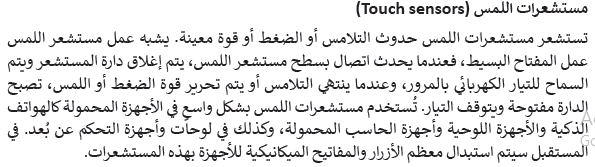 مستشعرات اللمس (Touch sensors)
تستشعر مستشعرات اللمس حدوث التلامس أو الضغط أو قوة معينة. يشبه عمل مستشعر اللمس
عمل المفتاح البسيط، فعندما يحدث اتصال بسطح مستشعر اللمس، يتم إغلاق دارة المستشعر ويتم
السماح للتيار الكهربائي بالمرور، وعندما ينتهي التلامس أو يتم تحرير قوة الضغط أو اللمس، تصبح
الدارة مفتوحة ويتوقف التيار. تُستخدم مستشعرات اللمس بشكل واسع في الأجهزة المحمولة كالهواتف
الذكية والأجهزة اللوحية وأجهزة الحاسب المحمولة، وكذلك في لوحات وأجهزة التحكم عن بُعد. في
المستقبل سيتم استبدال معظم الأزرار والمفاتيح الميكانيكية للأجهزة بهذه المستشعرات.